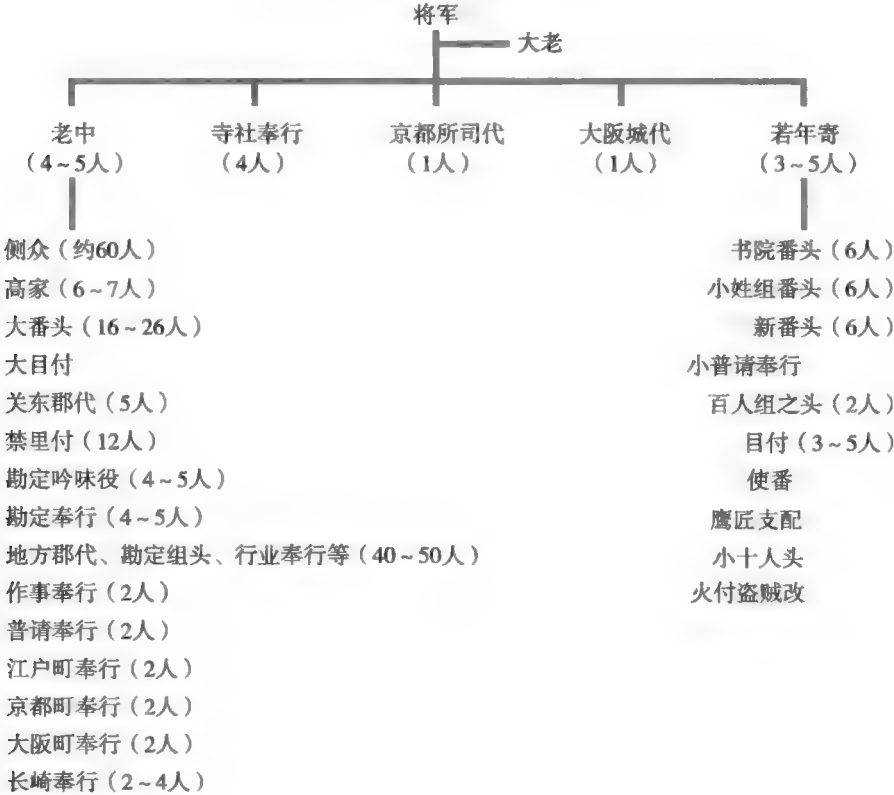 将军
大老
老中 寺社奉行 京都所司代 大阪城代 若年寄
（4~5人） （4人） （1人） （1人） （3~5人）
侧众（约60人）
高家（6~7人）
大番头（16~26人）
大目付
关东郡代（5人）
禁里付（12人）
勘定吟味役（4~5人）
勘定奉行（4~5人）
地方郡代、勘定组头、行业奉行等（40~50人）
作事奉行（2人）
普请奉行（2人）
江户町奉行（2人）
京都町奉行（2人）
大阪町奉行（2人）
长崎奉行（2~4人）
书院番头（6人）
小姓组番头（6人）
新番头（6人）
小普请奉行
百人组之头（2人）
目付（3~5人）
使番
鹰匠支配
小十人头
火付盗贼改